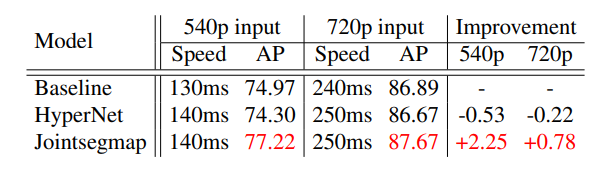 Model 540p input 720p input Improvement
Speed AP Speed AP 540p 720p
Baseline 130ms 74.97 240ms 86.89 - -
HyperNet 140ms 74.30 250ms 86.67 -0.53 -0.22
Jointsegmap 140ms 77.22 250ms 87.67 +2.25 +0.78